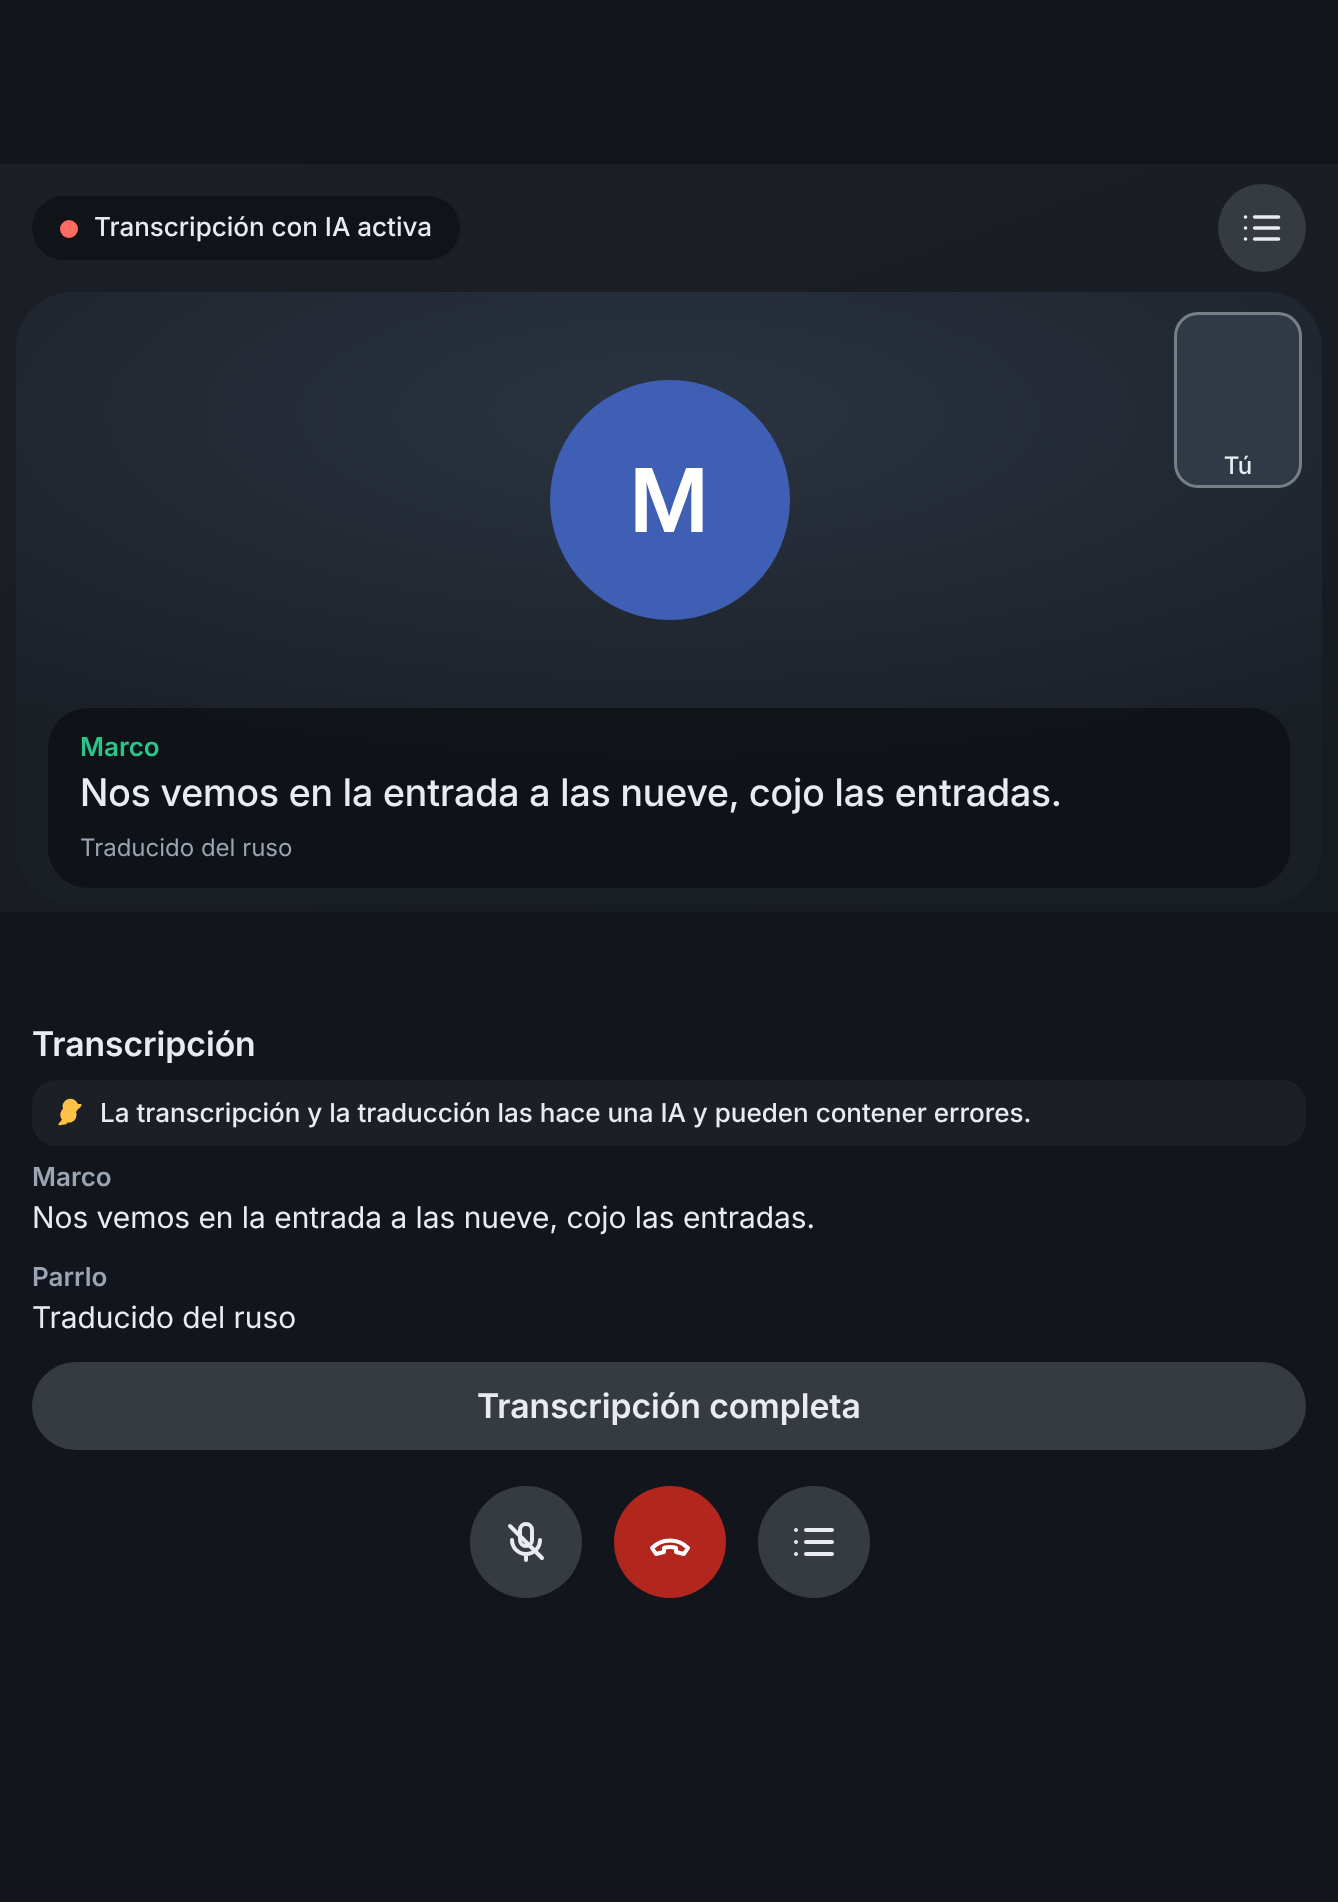 Transcripción con IA activa
M
Tú
Marco
Nos vemos en la entrada a las nueve, cojo las entradas.
Traducido del ruso
Transcripción
La transcripción y la traducción las hace una IA y pueden contener errores.
Marco
Nos vemos en la entrada a las nueve, cojo las entradas.
Parrlo
Traducido del ruso
Transcripción completa